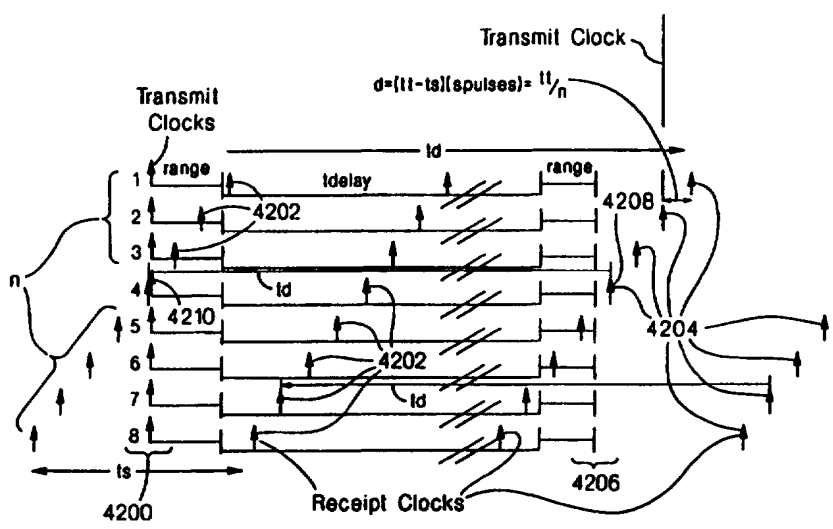 Transmit Clock
d=(tt-ts)(spulses)= tt/n
Transmit
Clocks
td
range
tdelay
range
1
2
3
4
5
6
7
8
4202
4208
n
td
4210
4204
4202
td
ts
4200
Receipt Clocks
4206